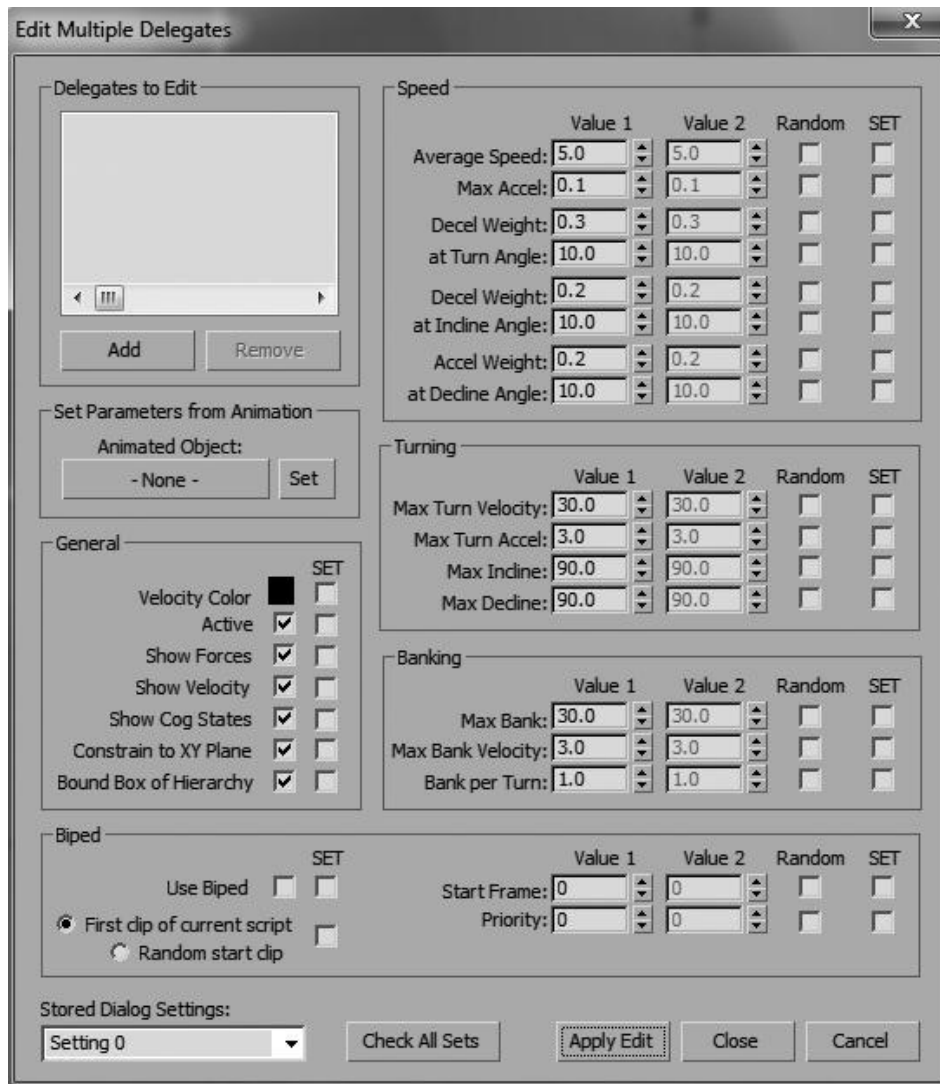 Edit Multiple Delegates
X
Delegates to Edit
Add
Remove
Set Parameters from Animation
Animated Object:
- None -
Set
General
SET
Velocity Color
Active
Show Forces
Show Velocity
Show Cog States
Constrain to XY Plane
Bound Box of Hierarchy
Speed
Value 1 Value 2 Random SET
Average Speed: 5.0 5.0
Max Accel: 0.1 0.1
Decel Weight: 0.3 0.3
at Turn Angle: 10.0 10.0
Decel Weight: 0.2 0.2
at Incline Angle: 10.0 10.0
Accel Weight: 0.2 0.2
at Decline Angle: 10.0 10.0
Turning
Value 1 Value 2 Random SET
Max Turn Velocity: 30.0 30.0
Max Turn Accel: 3.0 3.0
Max Incline: 90.0 90.0
Max Decline: 90.0 90.0
Banking
Value 1 Value 2 Random SET
Max Bank: 30.0 30.0
Max Bank Velocity: 3.0 3.0
Bank per Turn: 1.0 1.0
Biped
SET
Use Biped
First clip of current script
Random start clip
Value 1 Value 2 Random SET
Start Frame: 0 0
Priority: 0 0
Stored Dialog Settings:
Setting 0
Check All Sets
Apply Edit
Close
Cancel